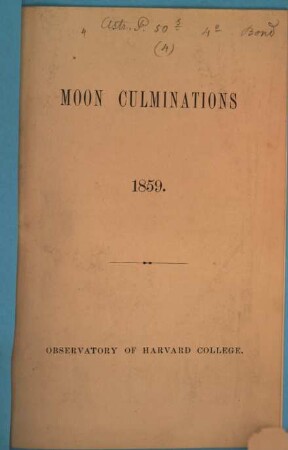 Astr. P. 50 4° Bond
(4)
MOON CULMINATIONS
1859.
OBSERVATORY OF HARVARD COLLEGE.